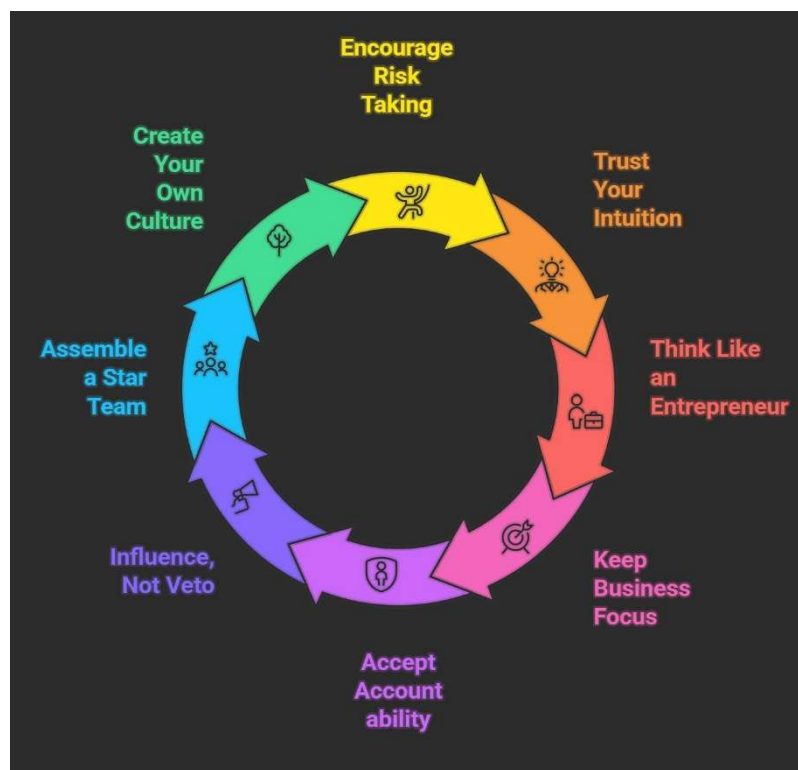 Encourage
Risk
Taking
Trust
Your
Intuition
Think Like
an
Entrepreneur
Keep
Business
Focus
Accept
Account
ability
Influence,
Not Veto
Assemble
a Star
Team
Create
Your
Own
Culture